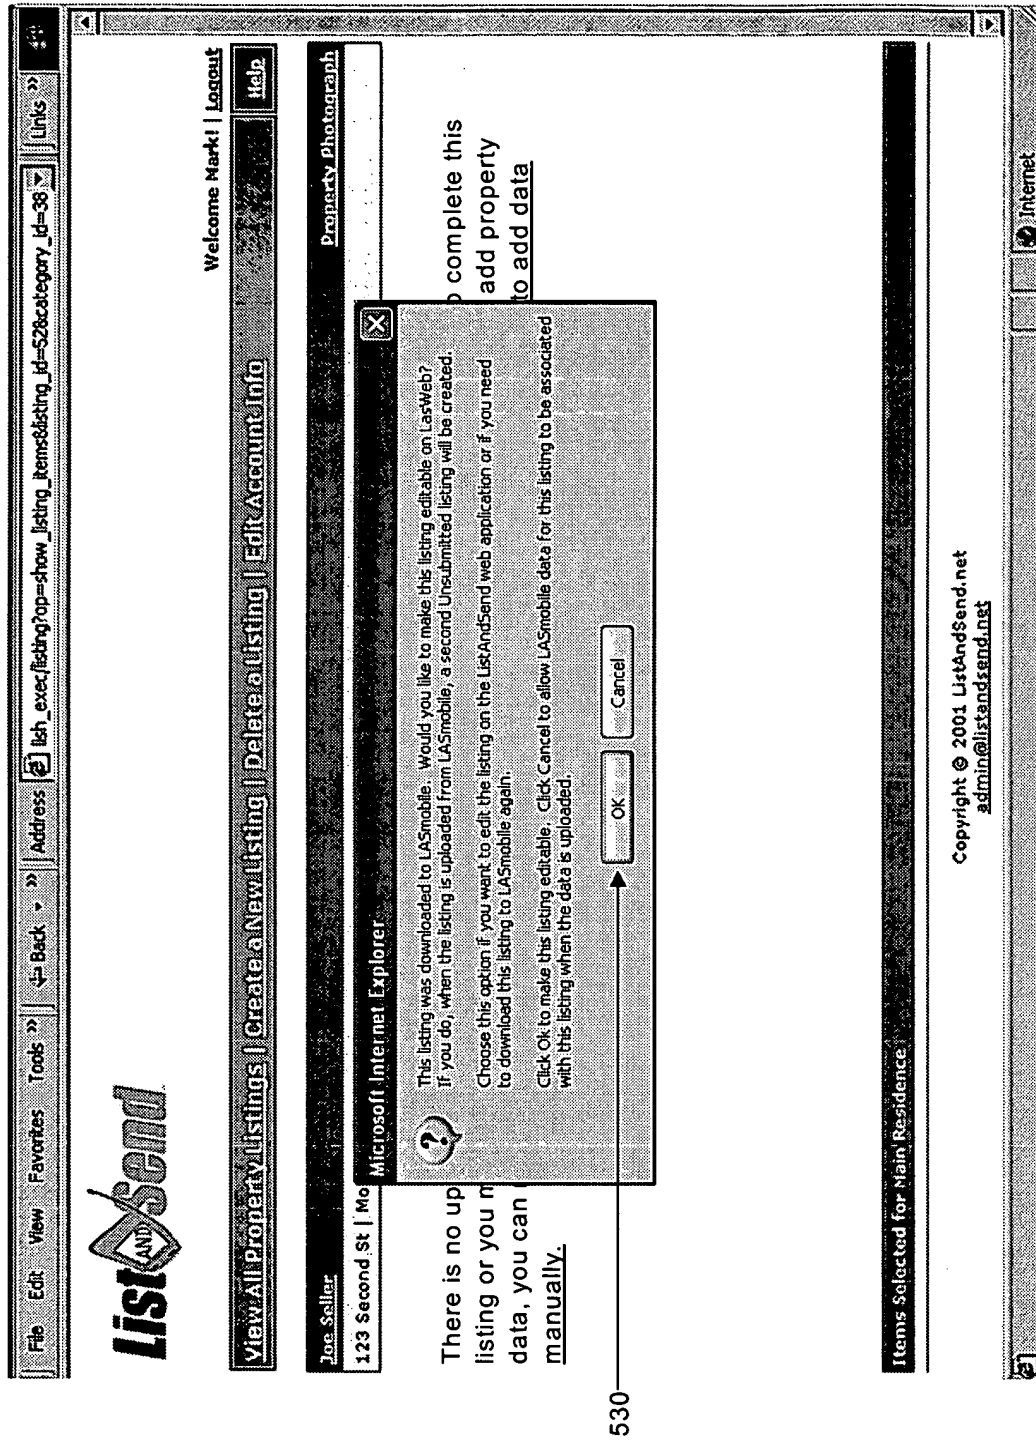 File Edit View Favorites Tools » Back » Address lish_exec/listing?op=show_listing_items&listing_id=52&category_id=38 Links »
List AND Send
Welcome Mark! | Logout
View All Property Listings | Create a New Listing | Delete a Listing | Edit Account Info Help
Joe Seller Property Photograph
123 Second St | Mo
Microsoft Internet Explorer
This listing was downloaded to LASmobile. Would you like to make this listing editable on LasWeb?
If you do, when the listing is uploaded from LASmobile, a second Unsubmitted listing will be created.
Choose this option if you want to edit the listing on the ListAndSend web application or if you need
to download this listing to LASmobile again.
Click Ok to make this listing editable. Click Cancel to allow LASmobile data for this listing to be associated
with this listing when the data is uploaded.
OK Cancel
There is no up o complete this
listing or you m add property
data, you can to add data
manually.
530
Items Selected for Main Residence
Copyright © 2001 ListAndSend.net
admin@listandsend.net
Internet